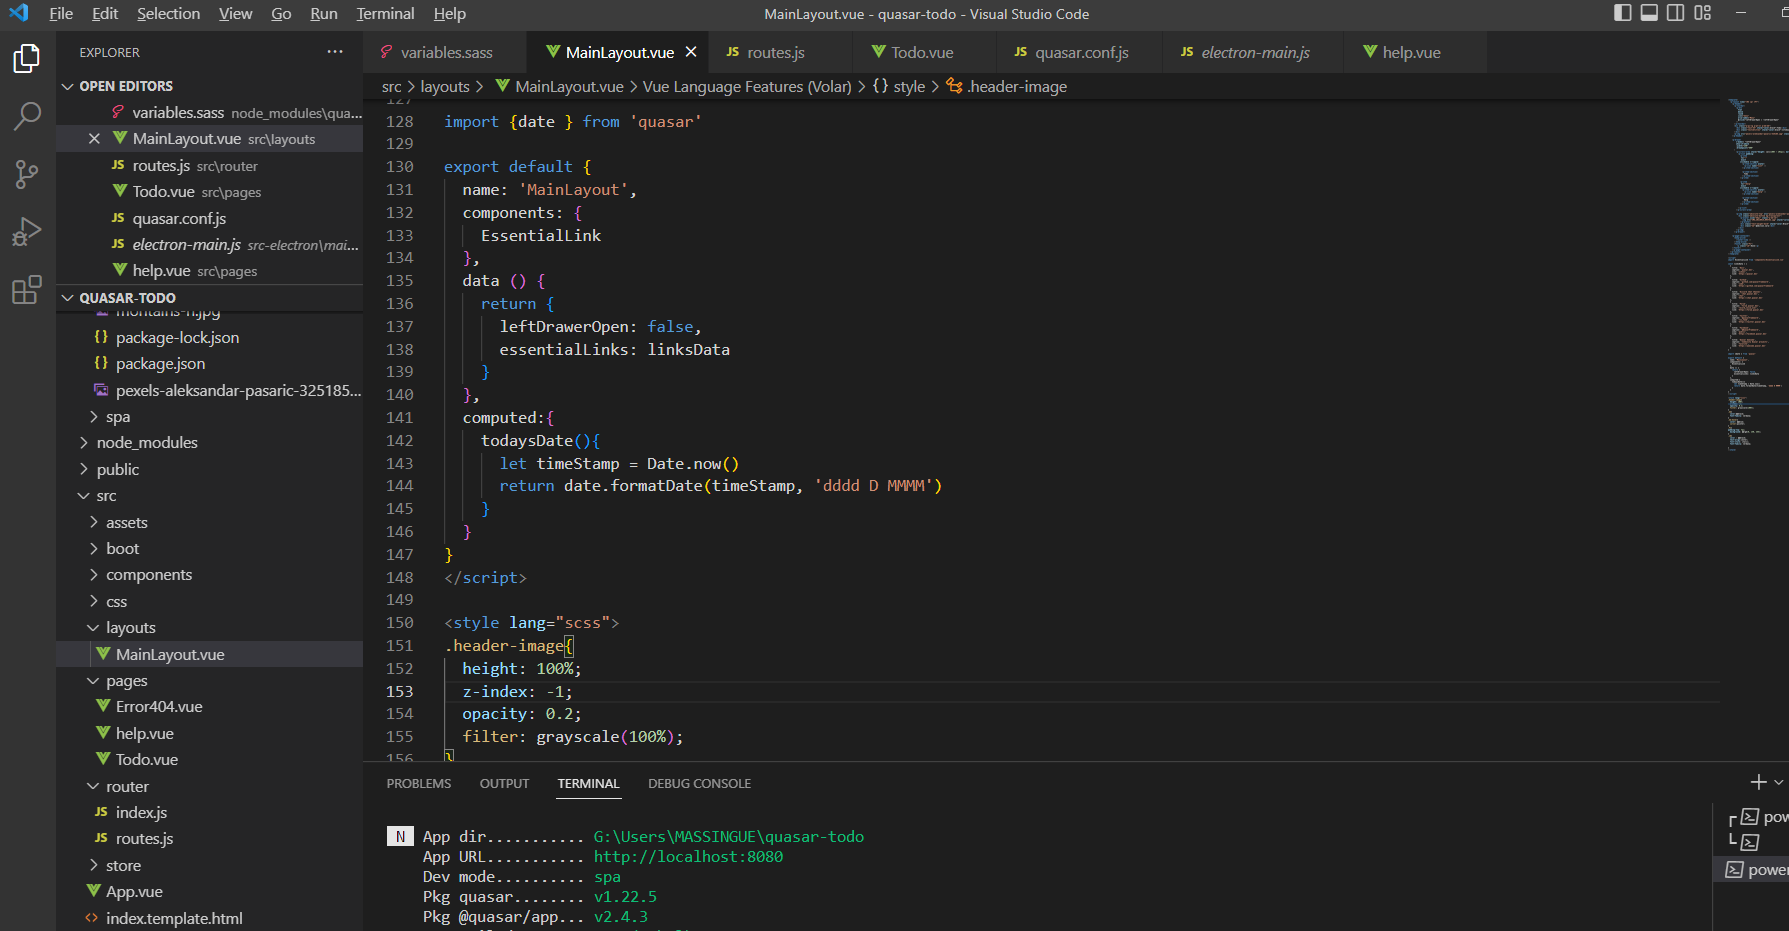 File Edit Selection View Go Run Terminal Help
MainLayout.vue - quasar-todo - Visual Studio Code
EXPLORER ...
OPEN EDITORS
variables.sass node_modules\qua...
MainLayout.vue src\layouts
JS routes.js src\router
Todo.vue src\pages
JS quasar.conf.js
JS electron-main.js src-electron\mai...
help.vue src\pages
QUASAR-TODO
package-lock.json
package.json
pexels-aleksandar-pasaric-325185...
spa
node_modules
public
src
assets
boot
components
css
layouts
MainLayout.vue
pages
Error404.vue
help.vue
Todo.vue
router
JS index.js
JS routes.js
store
App.vue
index.template.html
variables.sass
MainLayout.vue
JS routes.js
Todo.vue
JS quasar.conf.js
JS electron-main.js
help.vue
src > layouts > MainLayout.vue > Vue Language Features (Volar) > {} style > .header-image
127
128 import {date } from 'quasar'
129
130 export default {
131 name: 'MainLayout',
132 components: {
133 EssentialLink
134 },
135 data () {
136 return {
137 leftDrawerOpen: false,
138 essentialLinks: linksData
139 }
140 },
141 computed:{
142 todaysDate(){
143 let timeStamp = Date.now()
144 return date.formatDate(timeStamp, 'dddd D MMMM')
145 }
146 }
147 }
148 </script>
149
150 <style lang="scss">
151 .header-image{
152 height: 100%;
153 z-index: -1;
154 opacity: 0.2;
155 filter: grayscale(100%);
156 }
PROBLEMS OUTPUT TERMINAL DEBUG CONSOLE
N App dir........... G:\Users\MASSINGUE\quasar-todo
App URL........... http://localhost:8080
Dev mode.......... spa
Pkg quasar........ v1.22.5
Pkg @quasar/app... v2.4.3
pow
power